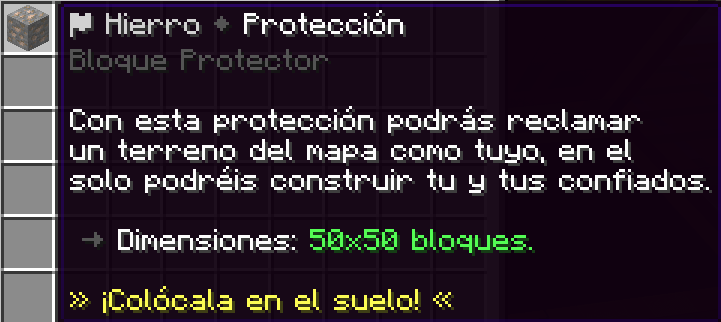 ⚑ Hierro ✦ Protección
Bloque Protector
Con esta protección podrás reclamar
un terreno del mapa como tuyo, en el
solo podréis construir tu y tus confiados.
→ Dimensiones: 50x50 bloques.
» ¡Colócala en el suelo! «